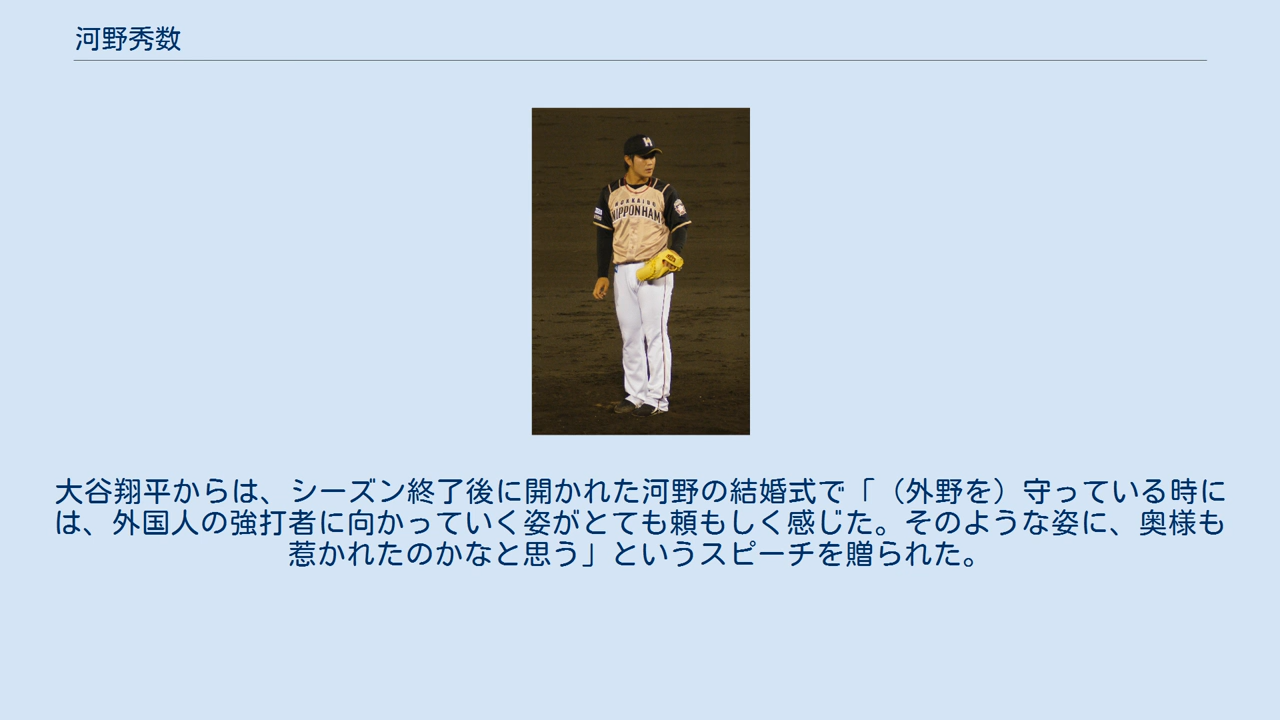 河野秀数
H
HOKKAIDO
NIPPONHAM
大谷翔平からは、シーズン終了後に開かれた河野の結婚式で「（外野を）守っている時に
は、外国人の強打者に向かっていく姿がとても頼もしく感じた。そのような姿に、奥様も
惹かれたのかなと思う」というスピーチを贈られた。